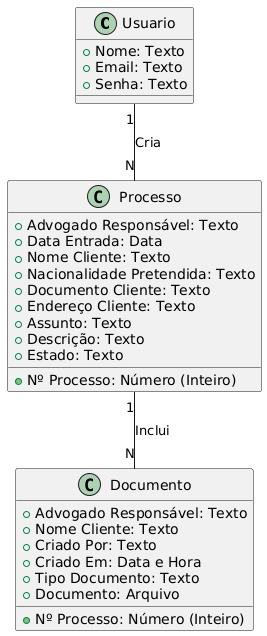 C Usuario
Nome: Texto
Email: Texto
Senha: Texto
1
Cria
N
C Processo
Advogado Responsável: Texto
Data Entrada: Data
Nome Cliente: Texto
Nacionalidade Pretendida: Texto
Documento Cliente: Texto
Endereço Cliente: Texto
Assunto: Texto
Descrição: Texto
Estado: Texto
Nº Processo: Número (Inteiro)
1
Inclui
N
C Documento
Advogado Responsável: Texto
Nome Cliente: Texto
Criado Por: Texto
Criado Em: Data e Hora
Tipo Documento: Texto
Documento: Arquivo
Nº Processo: Número (Inteiro)